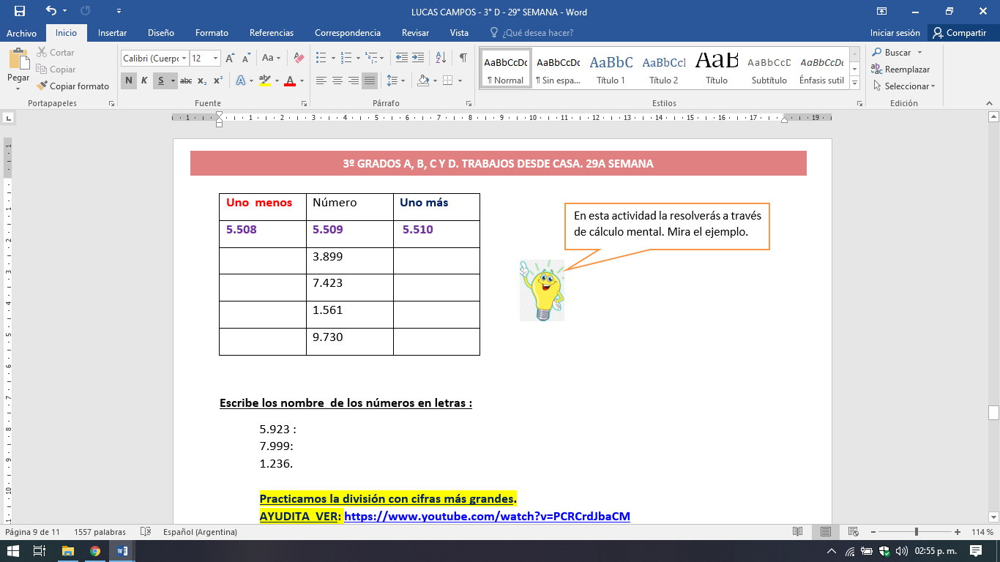 LUCAS CAMPOS - 3° D - 29° SEMANA - Word
Archivo Inicio Insertar Diseño Formato Referencias Correspondencia Revisar Vista ¿Qué desea hacer? Iniciar sesión Compartir
Pegar
Cortar
Copiar
Copiar formato
Portapapeles
Calibri (Cuerpo 12
N K S abc x₂ x²
Fuente
Párrafo
AaBbCcDc AaBbCcDc AaBbC AaBbCcI AaB AaBbCcD AaBbCcDc
¶ Normal ¶ Sin espa... Título 1 Título 2 Título Subtítulo Énfasis sutil
Estilos
Buscar
Reemplazar
Seleccionar
Edición
3º GRADOS A, B, C Y D. TRABAJOS DESDE CASA. 29A SEMANA
Uno menos Número Uno más
5.508 5.509 5.510
3.899
7.423
1.561
9.730
En esta actividad la resolverás a través
de cálculo mental. Mira el ejemplo.
Escribe los nombre de los números en letras :
5.923 :
7.999:
1.236.
Practicamos la división con cifras más grandes.
AYUDITA VER: https://www.youtube.com/watch?v=PCRCrdJbaCM
Página 9 de 11 1557 palabras Español (Argentina) 114 %
02:55 p. m.